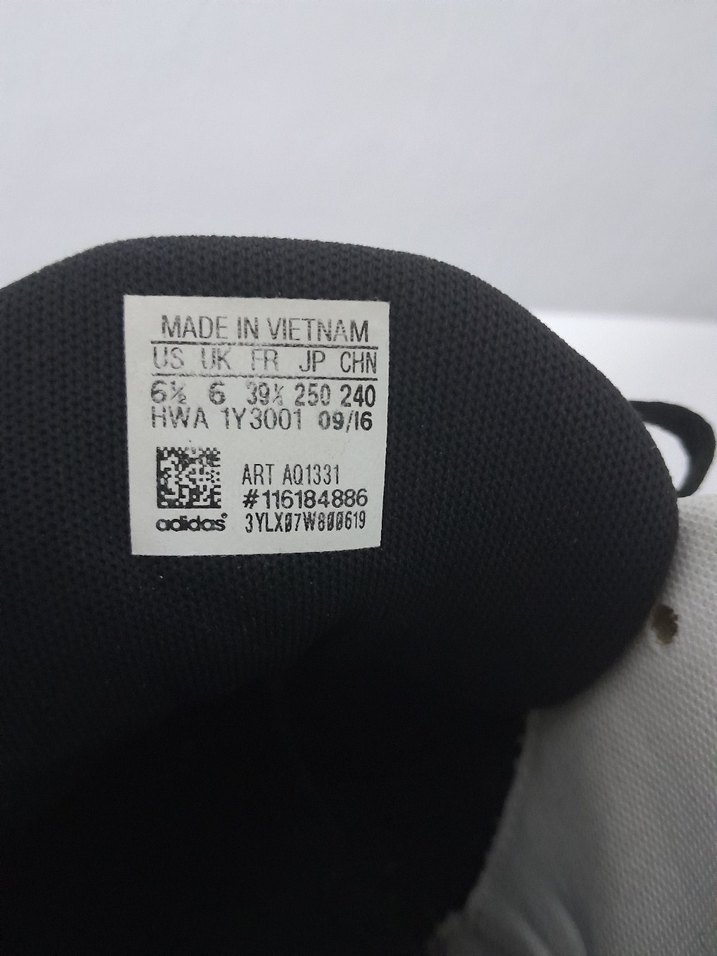 MADE IN VIETNAM
US UK FR JP CHN
6½ 6 39⅓ 250 240
HWA 1Y3001 09/16
ART AQ1331
#116184886
adidas® 3YLX07W800619